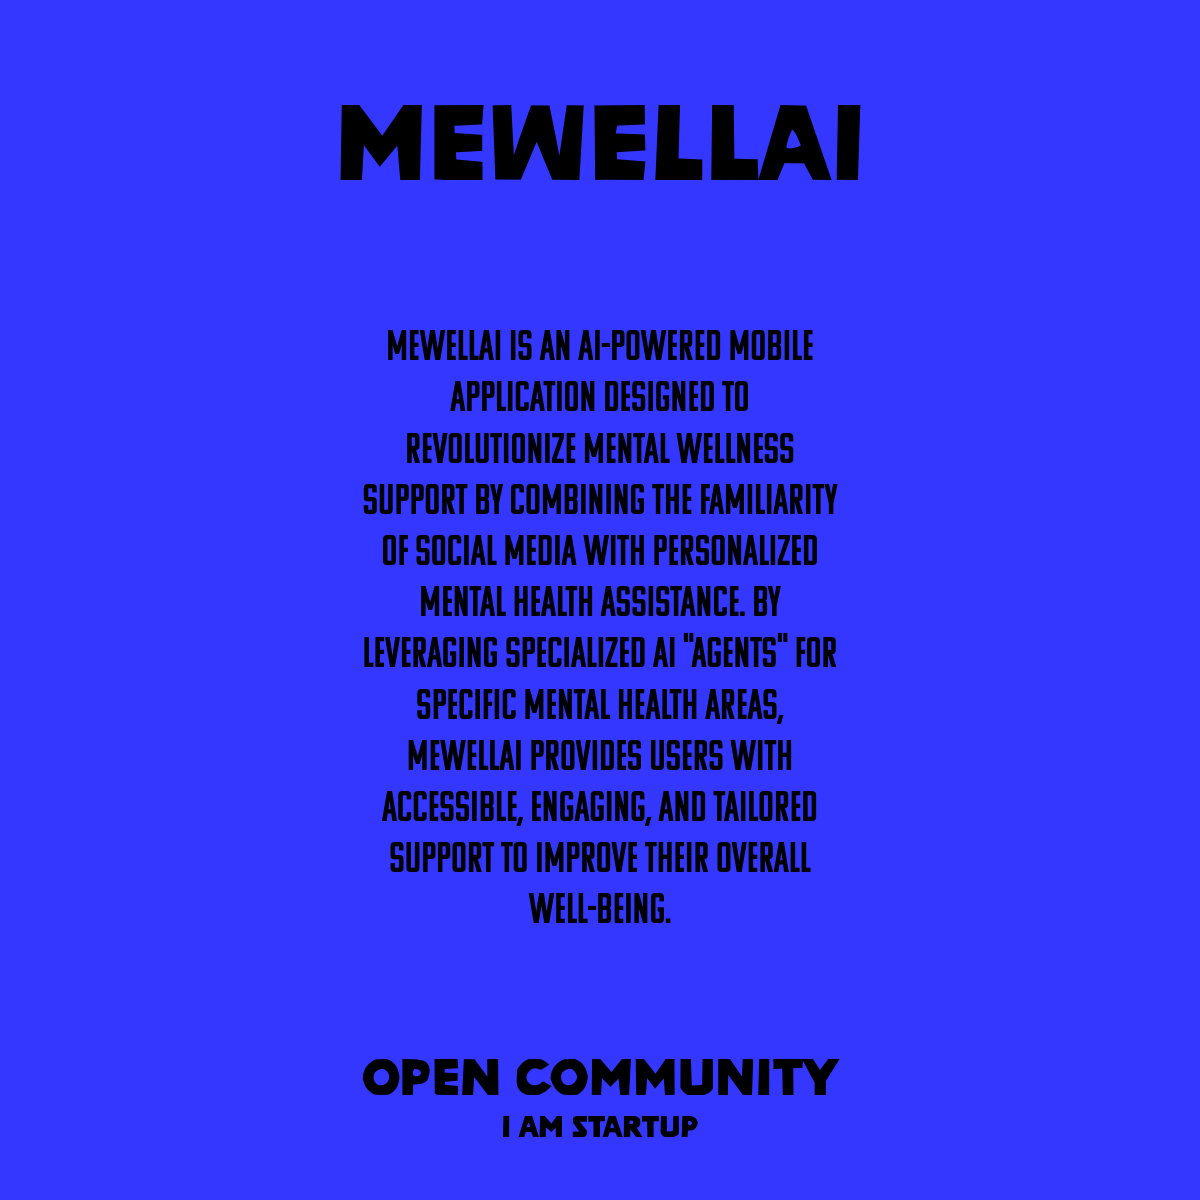 MEWELLAI
MEWELLAI IS AN AI-POWERED MOBILE
APPLICATION DESIGNED TO
REVOLUTIONIZE MENTAL WELLNESS
SUPPORT BY COMBINING THE FAMILIARITY
OF SOCIAL MEDIA WITH PERSONALIZED
MENTAL HEALTH ASSISTANCE. BY
LEVERAGING SPECIALIZED AI "AGENTS" FOR
SPECIFIC MENTAL HEALTH AREAS,
MEWELLAI PROVIDES USERS WITH
ACCESSIBLE, ENGAGING, AND TAILORED
SUPPORT TO IMPROVE THEIR OVERALL
WELL-BEING.
OPEN COMMUNITY
I AM STARTUP